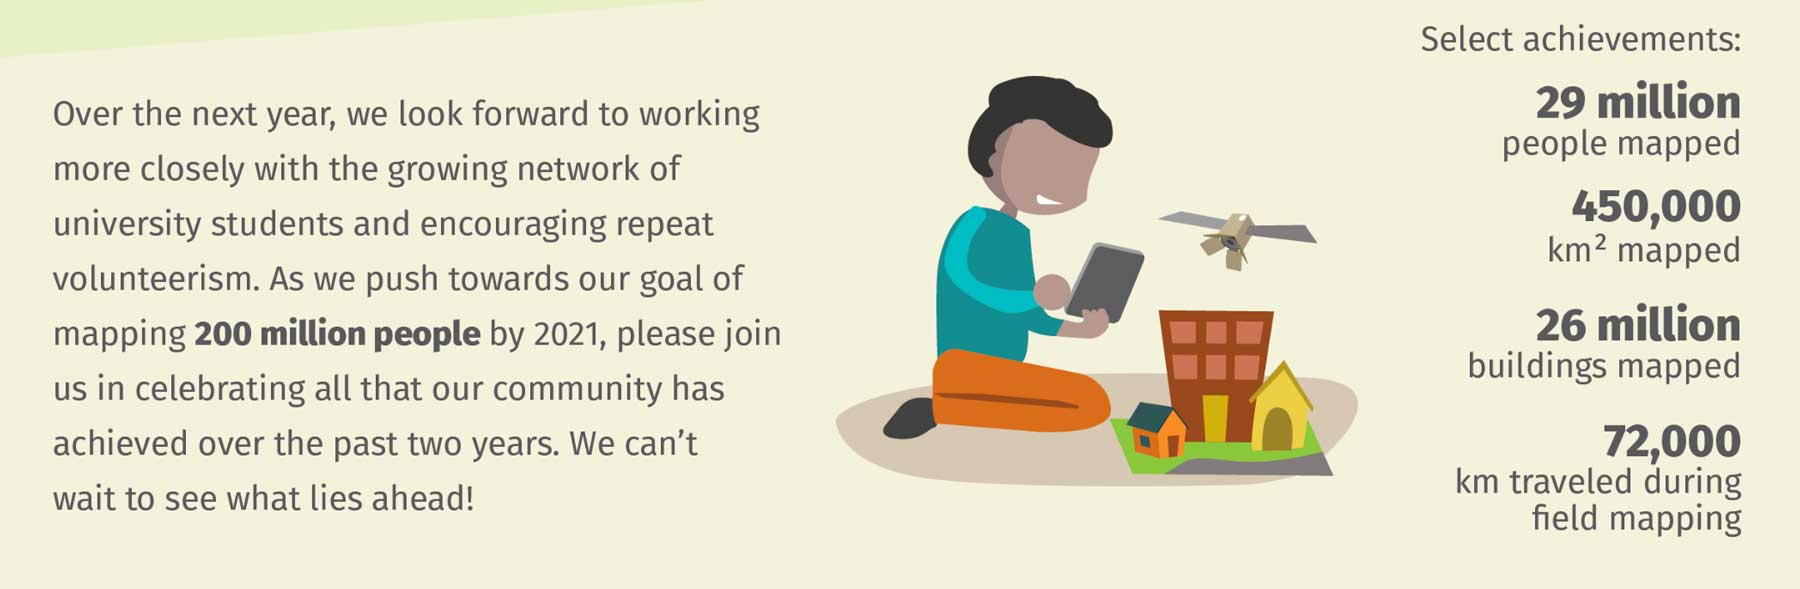 Over the next year, we look forward to working
more closely with the growing network of
university students and encouraging repeat
volunteerism. As we push towards our goal of
mapping 200 million people by 2021, please join
us in celebrating all that our community has
achieved over the past two years. We can’t
wait to see what lies ahead!
Select achievements:
29 million
people mapped
450,000
km² mapped
26 million
buildings mapped
72,000
km traveled during
field mapping